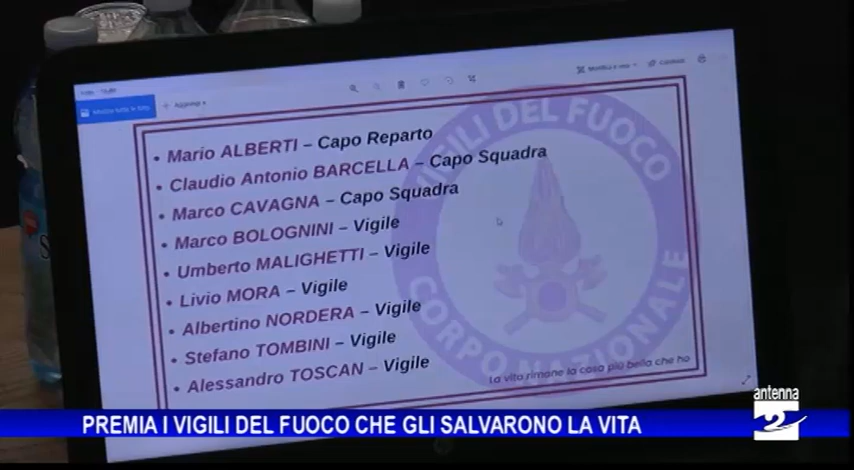 Aggiungi
• Mario ALBERTI – Capo Reparto
• Claudio Antonio BARCELLA – Capo Squadra
• Marco CAVAGNA – Capo Squadra
• Marco BOLOGNINI – Vigile
• Umberto MALIGHETTI – Vigile
• Livio MORA – Vigile
• Albertino NORDERA – Vigile
• Stefano TOMBINI – Vigile
• Alessandro TOSCAN – Vigile
VIGILI DEL FUOCO
CORPO NAZIONALE
La vita rimane la cosa più bella che ho
antenna
2
PREMIA I VIGILI DEL FUOCO CHE GLI SALVARONO LA VITA